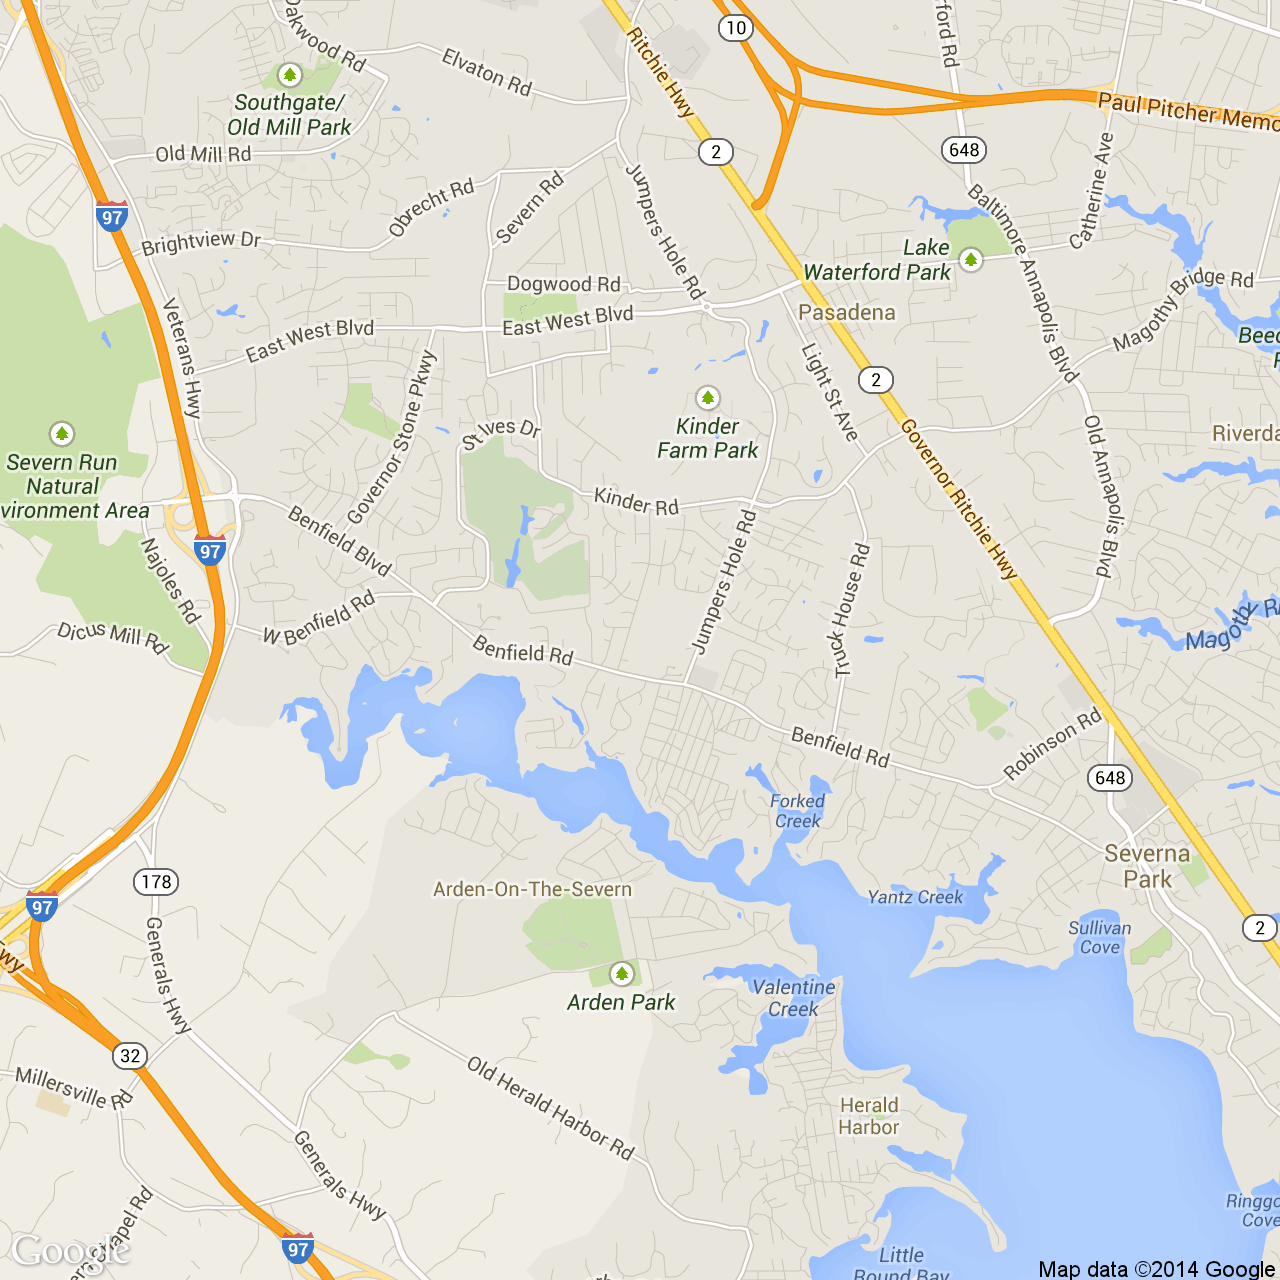 Oakwood Rd
Elvaton Rd
Ritchie Hwy
10
Paul Pitcher Memo
Southgate/
Old Mill Park
Old Mill Rd
2
648
Catherine Ave
97
Obrecht Rd
Severn Rd
Jumpers Hole Rd
Baltimore Annapolis Blvd
Brightview Dr
Lake
Waterford Park
Dogwood Rd
Magothy Bridge Rd
Veterans Hwy
East West Blvd
East West Blvd
Pasadena
Light St Ave
2
Governor Stone Pkwy
Kinder
Farm Park
St Ives Dr
Governor Ritchie Hwy
Old Annapolis Blvd
Riverda
Severn Run
Natural
vironment Area
Kinder Rd
Benfield Blvd
97
Najoles Rd
Jumpers Hole Rd
Truck House Rd
W Benfield Rd
Dicus Mill Rd
Benfield Rd
Magoth
Benfield Rd
Robinson Rd
648
Forked
Creek
Severna
Park
178
Arden-On-The-Severn
Yantz Creek
97
Generals Hwy
Sullivan
Cove
2
Arden Park
Valentine
Creek
32
Millersville Rd
Old Herald Harbor Rd
Herald
Harbor
Generals Hwy
Ringgo
Cove
97
Little
Round Bay
Google
Map data ©2014 Google